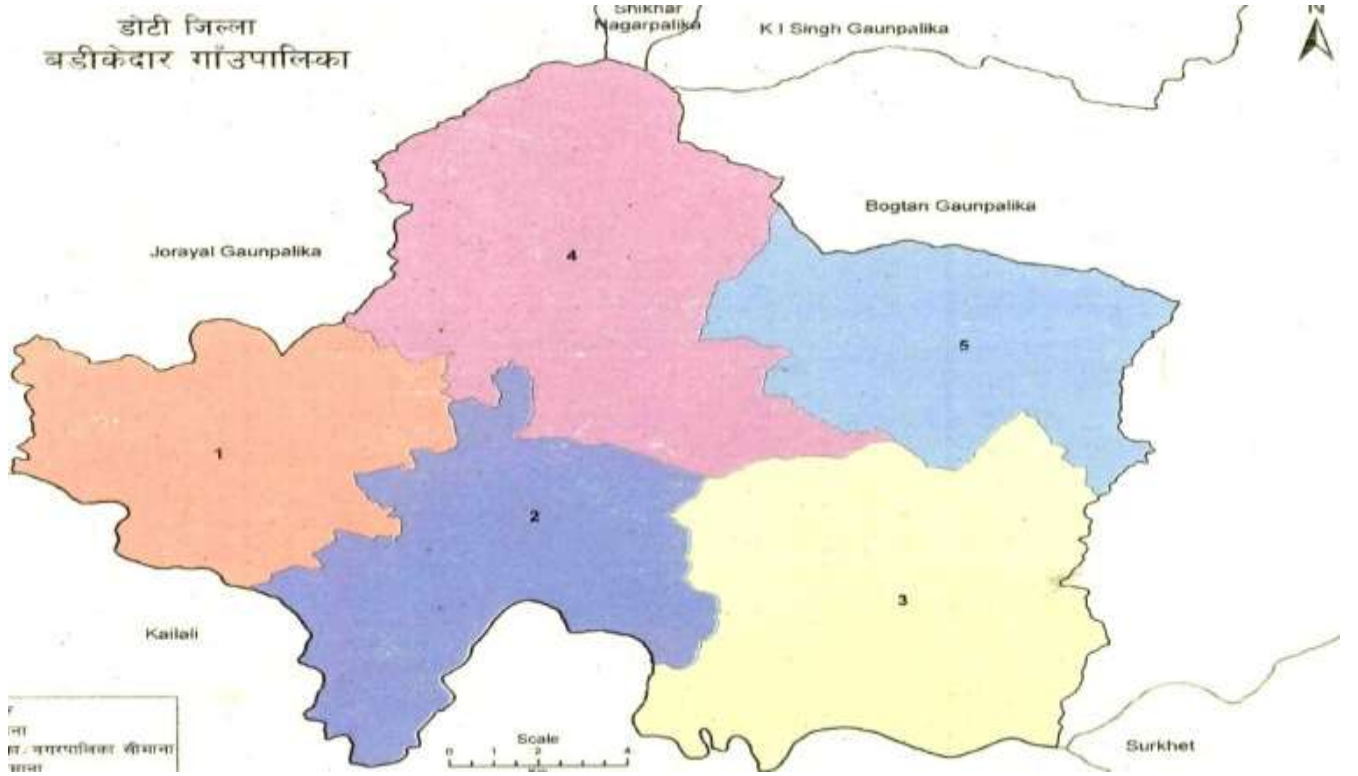 डोटी जिल्ला
बडीकेदार गाँउपालिका
Shikhar
Nagarpalika
K I Singh Gaunpalika
N
Bogtan Gaunpalika
Jorayal Gaunpalika
4
5
1
2
3
Kailali
नगरपालिका सीमाना
Scale
0 1 2 4
Surkhet